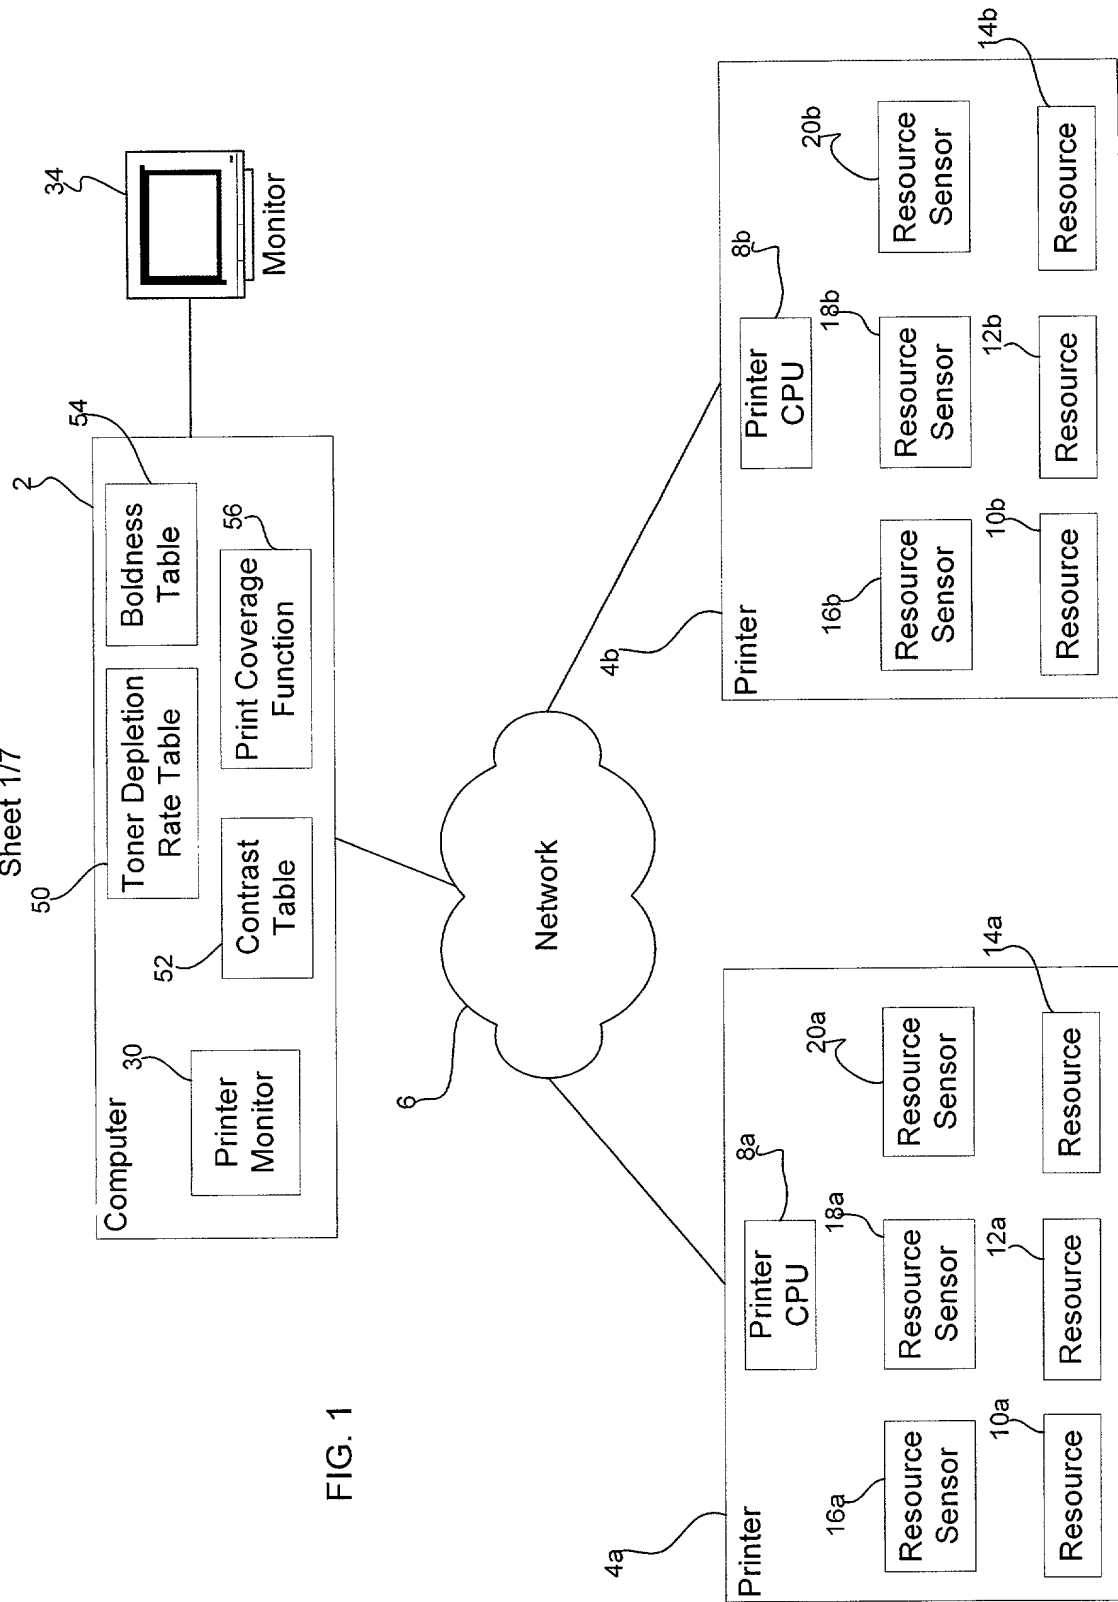 Sheet 1/7
2
Computer
30
Printer
Monitor
50
Toner Depletion
Rate Table
54
Boldness
Table
52
Contrast
Table
56
Print Coverage
Function
34
Monitor
6
Network
4a
Printer
8a
Printer
CPU
16a
Resource
Sensor
18a
Resource
Sensor
20a
Resource
Sensor
10a
Resource
12a
Resource
14a
Resource
4b
Printer
8b
Printer
CPU
16b
Resource
Sensor
18b
Resource
Sensor
20b
Resource
Sensor
10b
Resource
12b
Resource
14b
Resource
FIG. 1